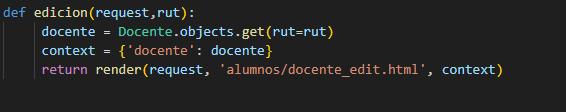 def edicion(request,rut):
    docente = Docente.objects.get(rut=rut)
    context = {'docente': docente}
    return render(request, 'alumnos/docente_edit.html', context)